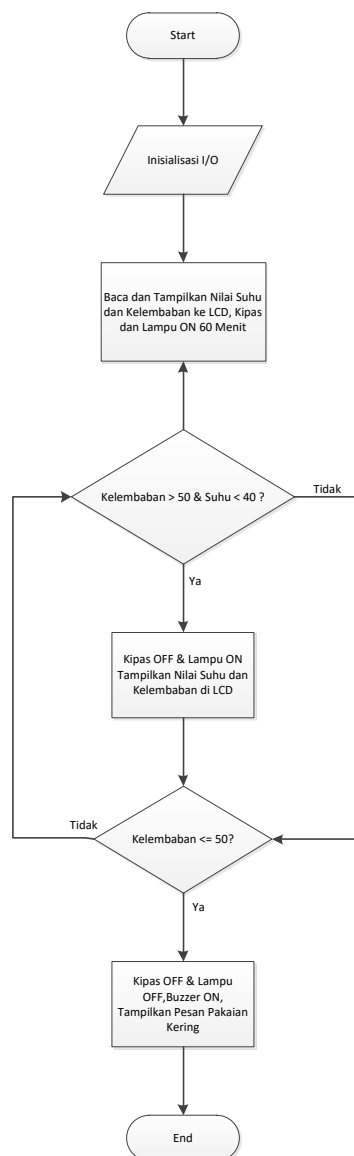 Start
Inisialisasi I/O
Baca dan Tampilkan Nilai Suhu
dan Kelembaban ke LCD, Kipas
dan Lampu ON 60 Menit
Kelembaban > 50 & Suhu < 40 ?
Tidak
Ya
Kipas OFF & Lampu ON
Tampilkan Nilai Suhu dan
Kelembaban di LCD
Tidak
Kelembaban <= 50?
Ya
Kipas OFF & Lampu
OFF,Buzzer ON,
Tampilkan Pesan Pakaian
Kering
End